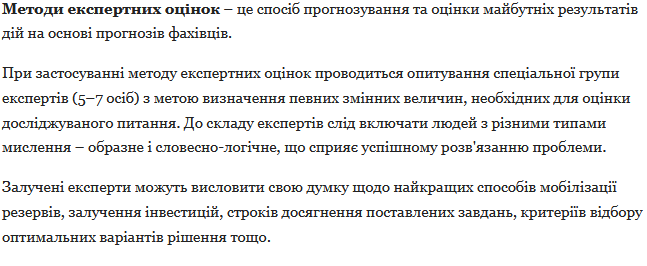 Методи експертних оцінок – це спосіб прогнозування та оцінки майбутніх результатів
дій на основі прогнозів фахівців.
При застосуванні методу експертних оцінок проводиться опитування спеціальної групи
експертів (5–7 осіб) з метою визначення певних змінних величин, необхідних для оцінки
досліджуваного питання. До складу експертів слід включати людей з різними типами
мислення – образне і словесно-логічне, що сприяє успішному розв'язанню проблеми.
Залучені експерти можуть висловити свою думку щодо найкращих способів мобілізації
резервів, залучення інвестицій, строків досягнення поставлених завдань, критеріїв відбору
оптимальних варіантів рішення тощо.